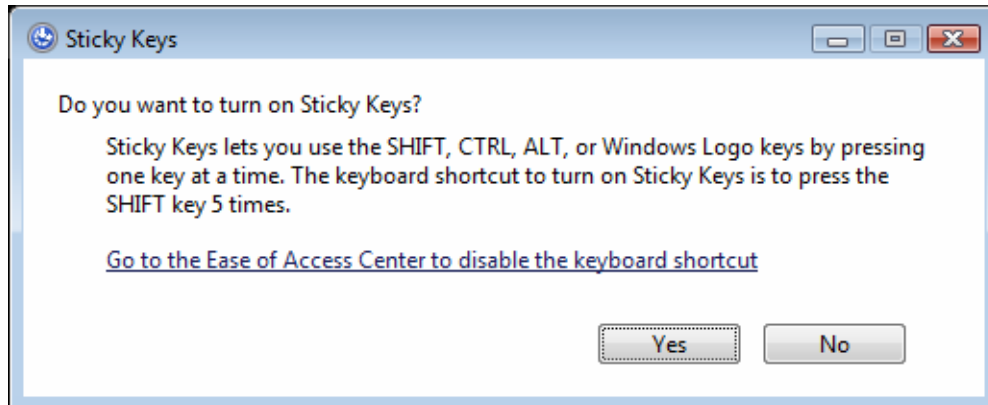 Sticky Keys
Do you want to turn on Sticky Keys?
Sticky Keys lets you use the SHIFT, CTRL, ALT, or Windows Logo keys by pressing
one key at a time. The keyboard shortcut to turn on Sticky Keys is to press the
SHIFT key 5 times.
Go to the Ease of Access Center to disable the keyboard shortcut
Yes No